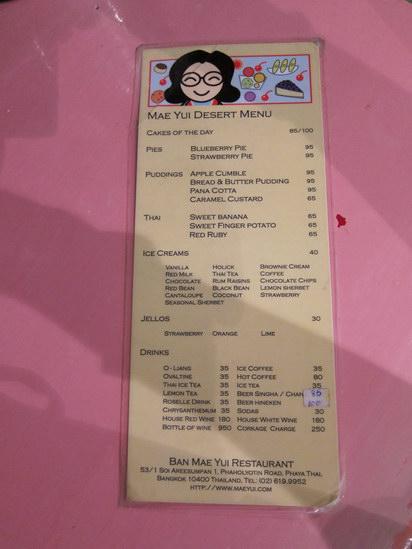 MAE YUI DESERT MENU
CAKES OF THE DAY 85/100
PIES BLUEBERRY PIE 95
STRAWBERRY PIE 95
PUDDINGS APPLE CUMBLE 95
BREAD & BUTTER PUDDING 95
PANA COTTA 95
CARAMEL CUSTARD 65
THAI SWEET BANANA 65
SWEET FINGER POTATO 65
RED RUBY 65
ICE CREAMS 40
VANILLA HOLICK BROWNIE CREAM
RED MILK THAI TEA COFFEE
CHOCOLATE RUM RAISINS CHOCOLATE CHIPS
RED BEAN BLACK BEAN LEMON SHERBET
CANTALOUPE COCONUT STRAWBERRY
SEASONAL SHERBET
JELLOS 30
STRAWBERRY ORANGE LIME
DRINKS
O-LIANG 35 ICE COFFEE 35
OVALTINE 35 HOT COFFEE 80
THAI ICE TEA 35 ICE TEA 35
LEMON TEA 35 BEER SINGHA / CHAN
ROSELLE DRINK 35 BEER HINEKEN 100
CHRYSANTHEMUM 35 SODAS 30
HOUSE RED WINE 180 HOUSE WHITE WINE 180
BOTTLE OF WINE 950 CORKAGE CHARGE 250
BAN MAE YUI RESTAURANT
53/1 SOI AREESUMPAN 1, PHAHOLYOTIN ROAD, PHAYA THAI,
BANGKOK 10400 THAILAND, TEL: (02) 619.9952
HTTP://WWW.MAEYUI.COM